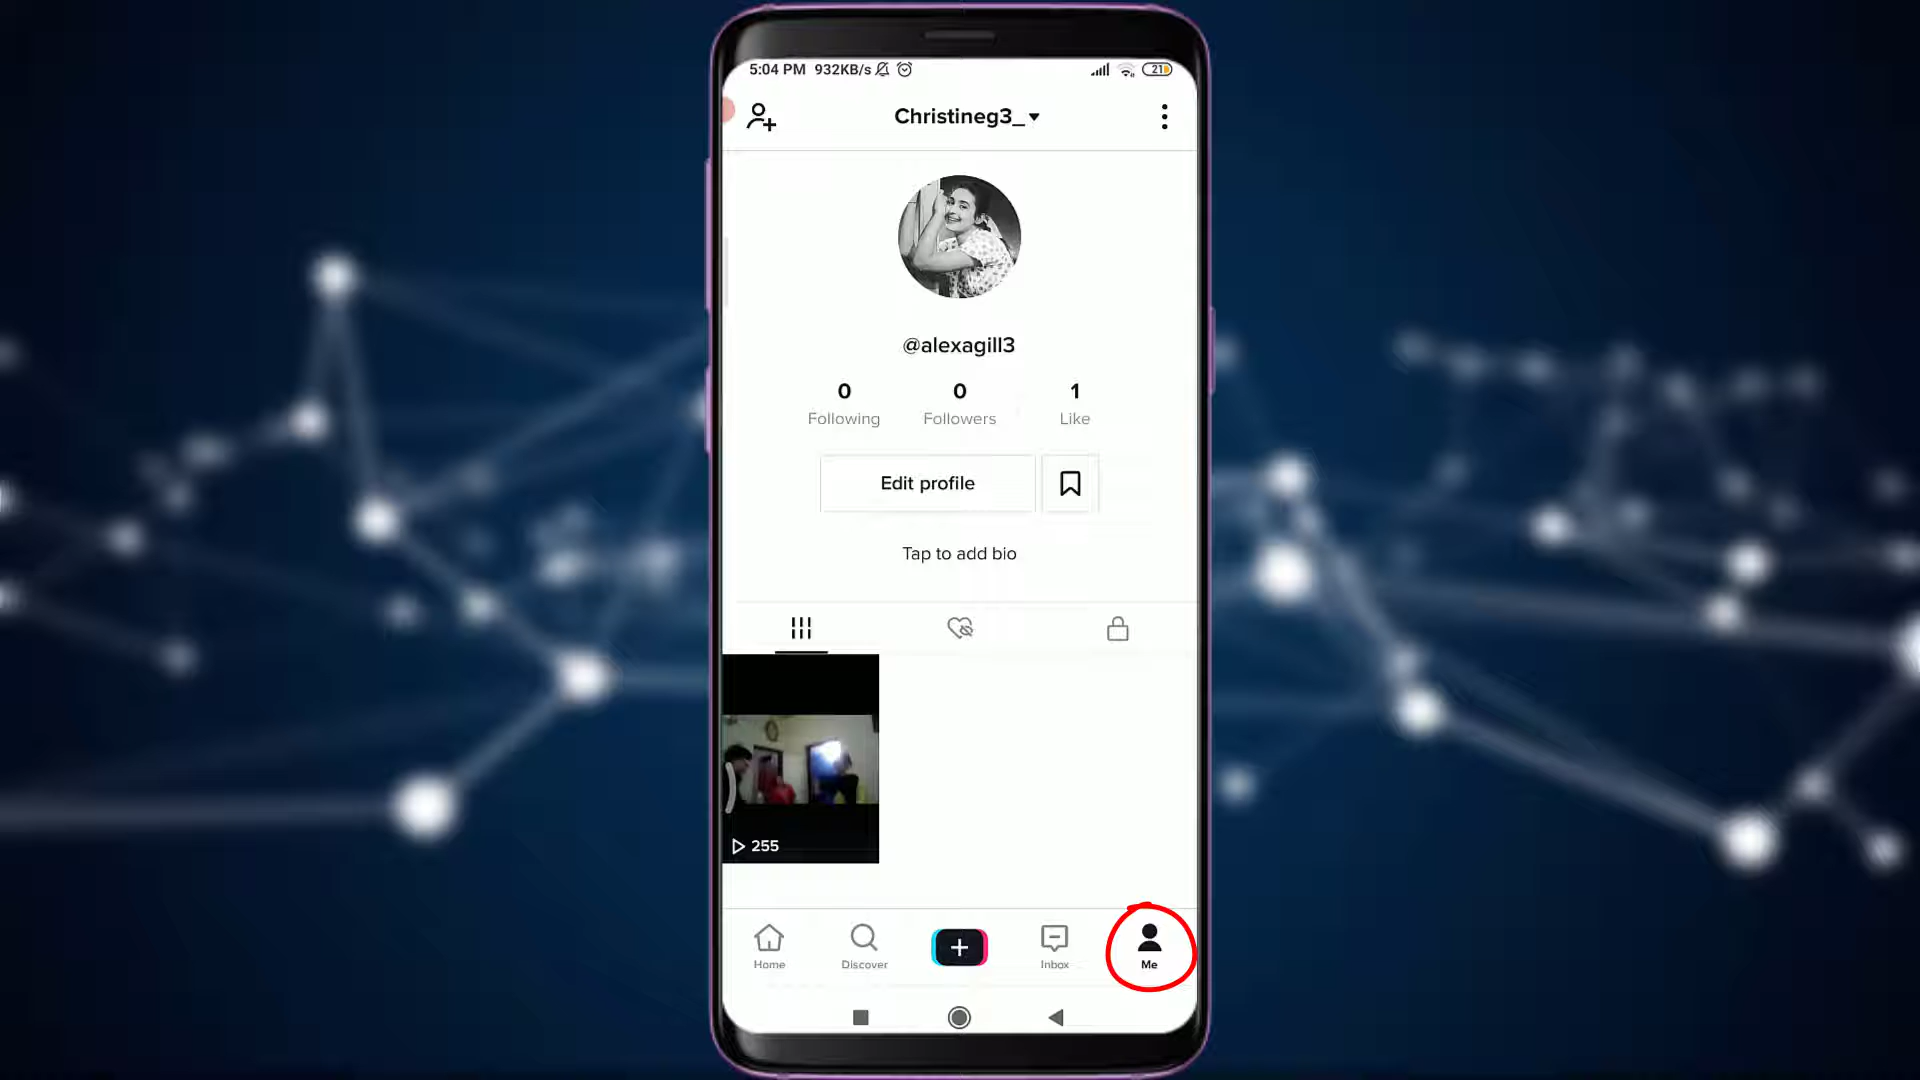 5:04 PM 932KB/s 21
Christineg3_
@alexagill3
0 0 1
Following Followers Like
Edit profile
Tap to add bio
255
Home Discover Inbox Me